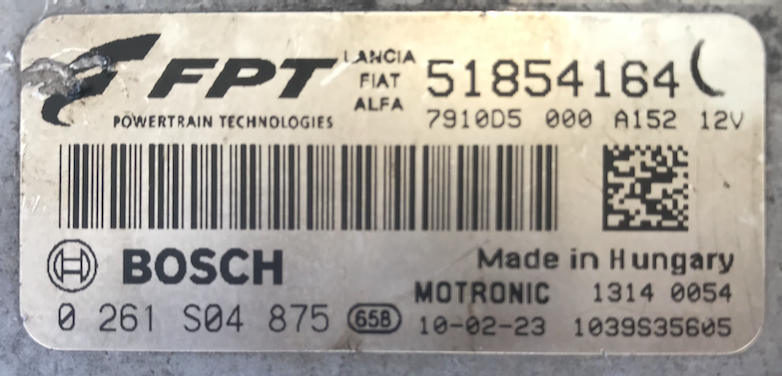 FPT
POWERTRAIN TECHNOLOGIES
LANCIA
FIAT
ALFA
51854164
7910D5 000 A152 12V
BOSCH
Made in Hungary
MOTRONIC 1314 0054
0 261 S04 875 658 10-02-23 1039S35605